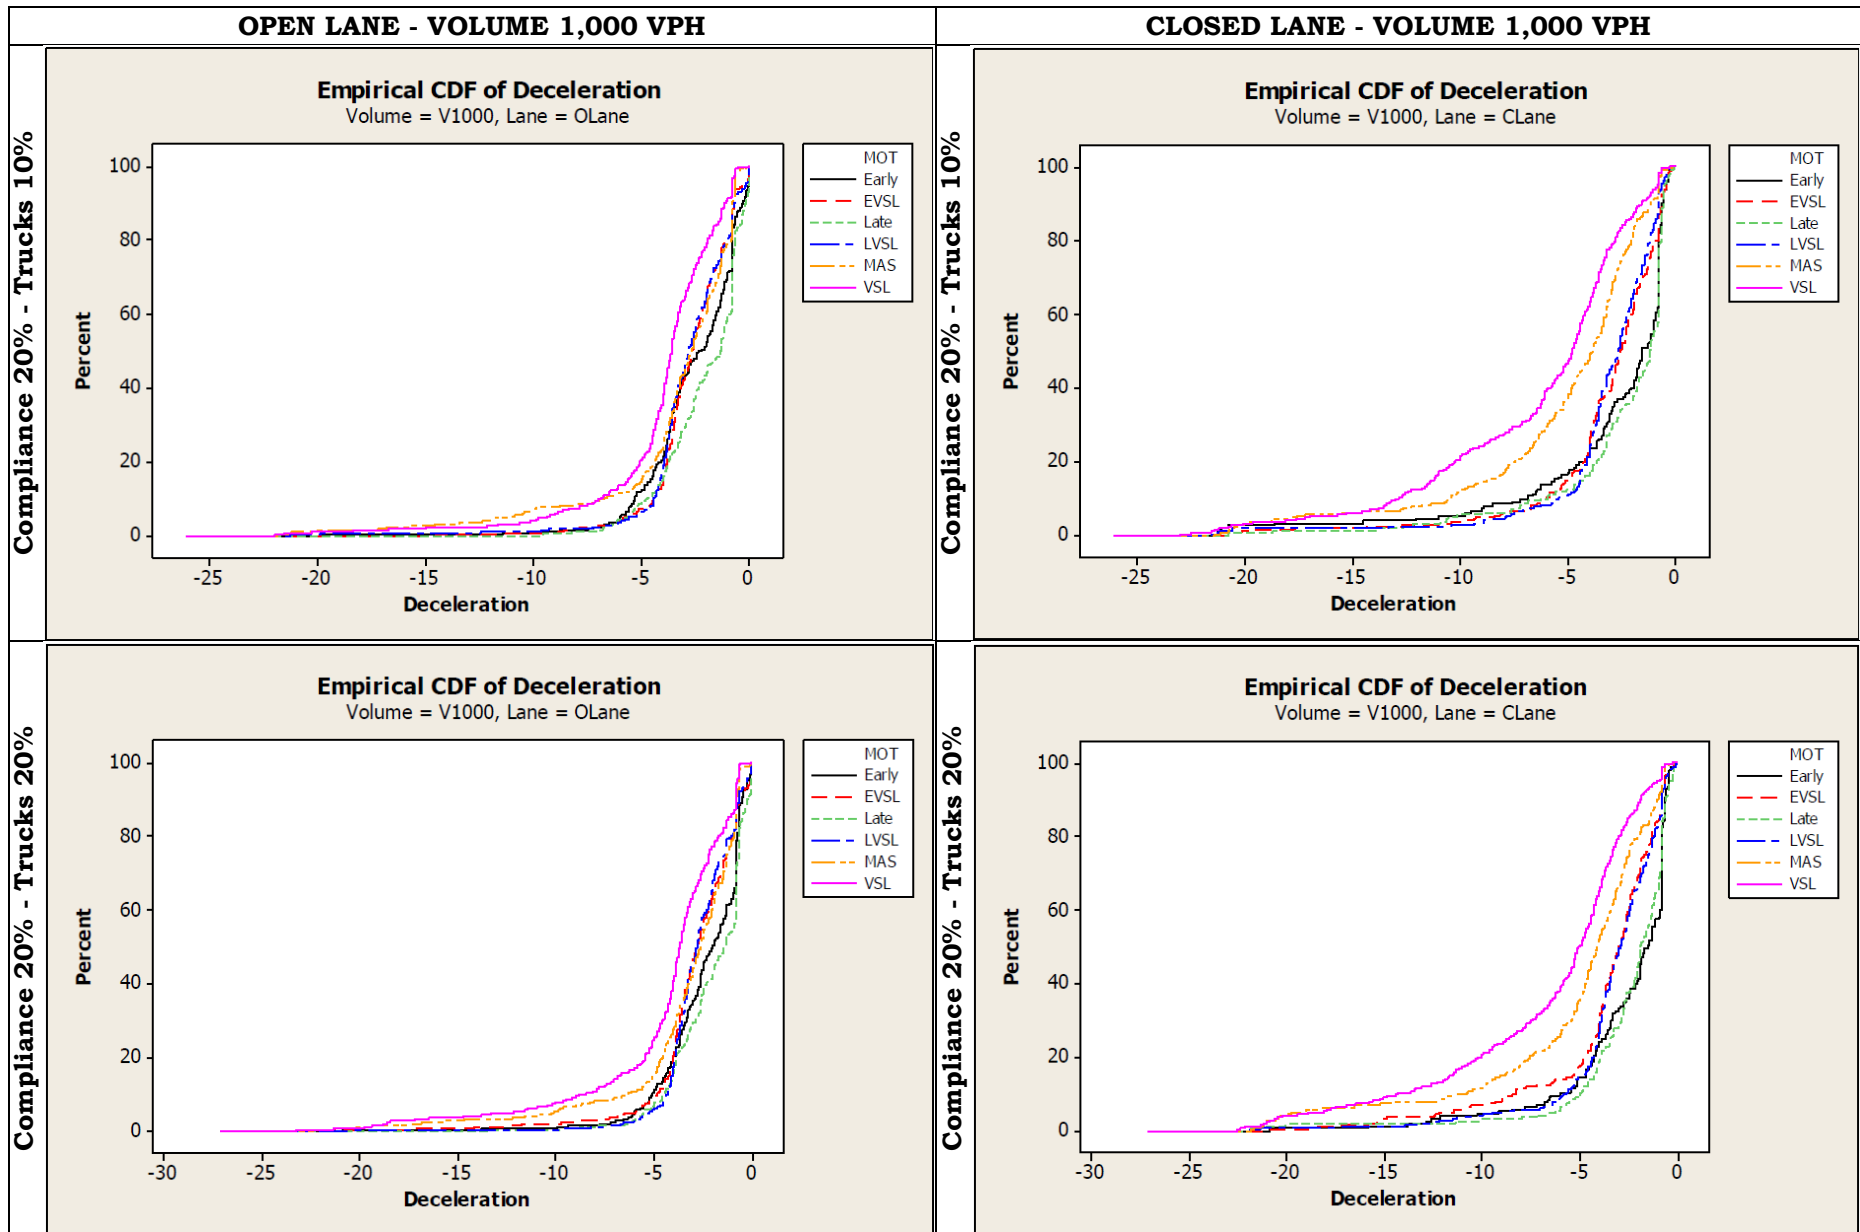 OPEN LANE - VOLUME 1,000 VPH
CLOSED LANE - VOLUME 1,000 VPH
Compliance 20% - Trucks 10%
Empirical CDF of Deceleration
Volume = V1000, Lane = OLane
Percent
100
80
60
40
20
0
-25
-20
-15
-10
-5
0
Deceleration
MOT
Early
EVSL
Late
LVSL
MAS
VSL
Compliance 20% - Trucks 10%
Empirical CDF of Deceleration
Volume = V1000, Lane = CLane
Percent
100
80
60
40
20
0
-25
-20
-15
-10
-5
0
Deceleration
MOT
Early
EVSL
Late
LVSL
MAS
VSL
Compliance 20% - Trucks 20%
Empirical CDF of Deceleration
Volume = V1000, Lane = OLane
Percent
100
80
60
40
20
0
-30
-25
-20
-15
-10
-5
0
Deceleration
MOT
Early
EVSL
Late
LVSL
MAS
VSL
Compliance 20% - Trucks 20%
Empirical CDF of Deceleration
Volume = V1000, Lane = CLane
Percent
100
80
60
40
20
0
-30
-25
-20
-15
-10
-5
0
Deceleration
MOT
Early
EVSL
Late
LVSL
MAS
VSL